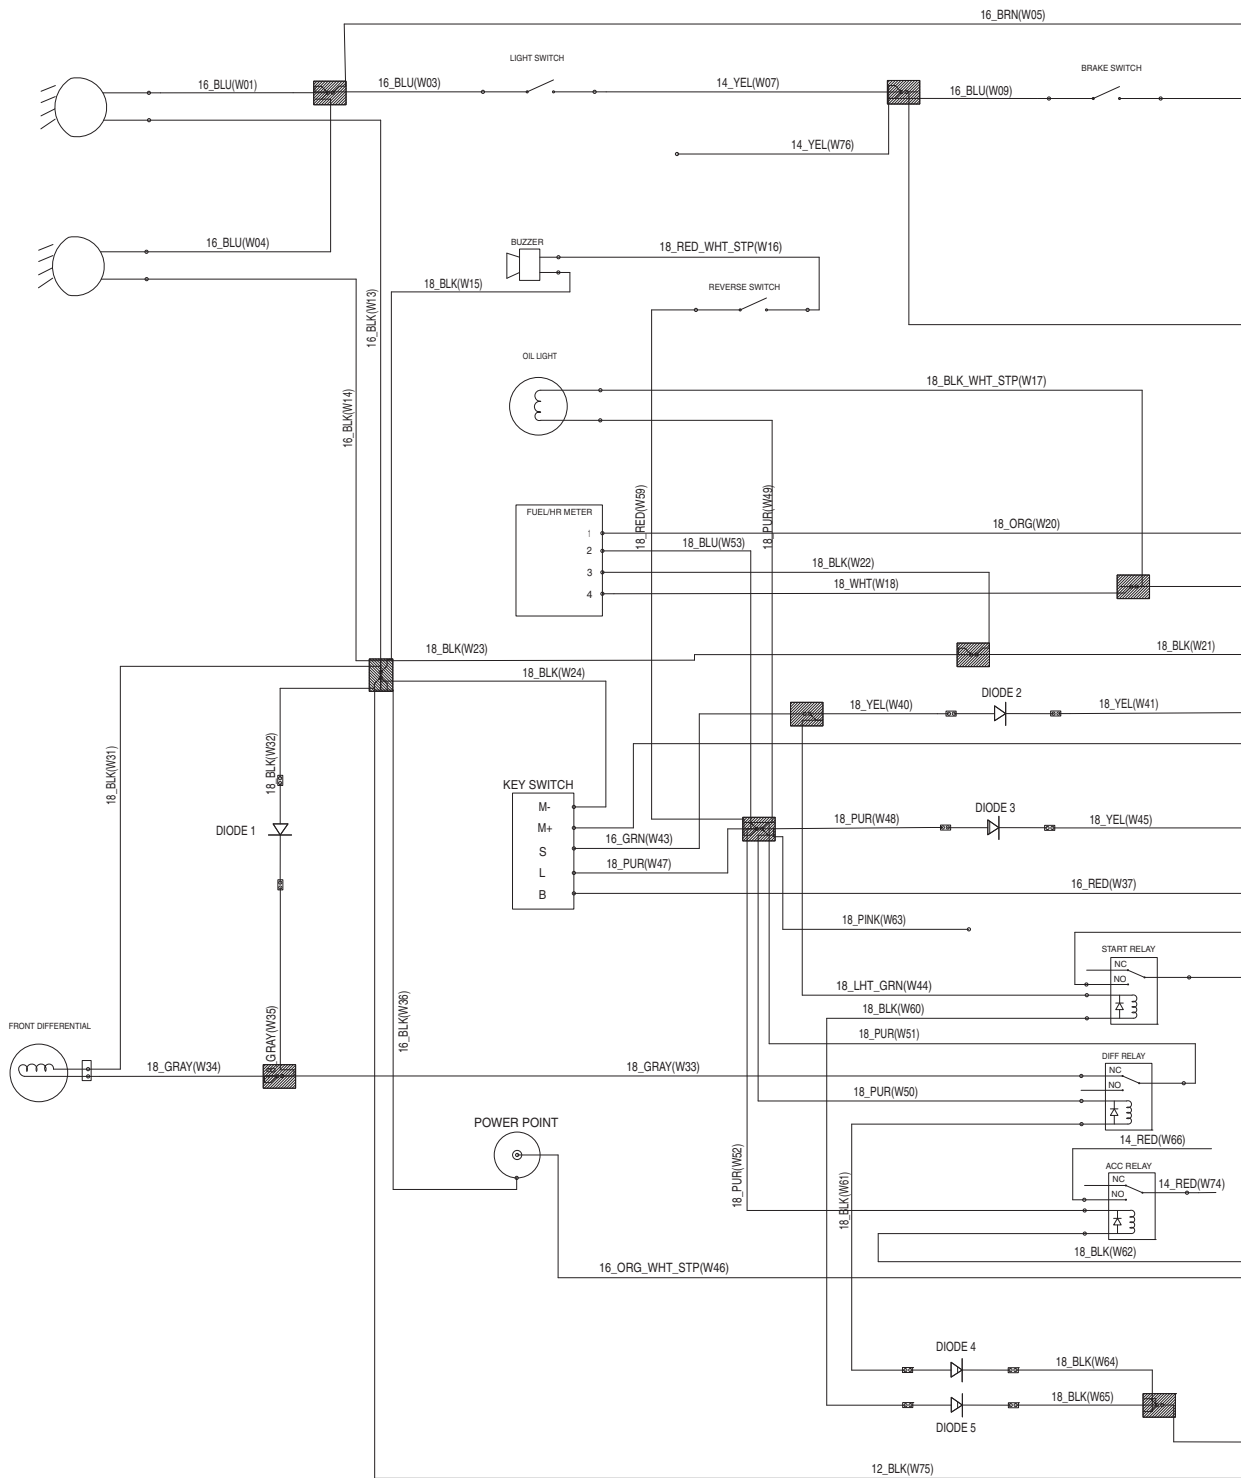 16_BRN(W05)
LIGHT SWITCH
BRAKE SWITCH
16_BLU(W01)
16_BLU(W03)
14_YEL(W07)
16_BLU(W09)
14_YEL(W76)
16_BLU(W04)
BUZZER
18_RED_WHT_STP(W16)
18_BLK(W15)
REVERSE SWITCH
16_BLK(W13)
OIL LIGHT
18_BLK_WHT_STP(W17)
16_BLK(W14)
18_RED(W59)
18_PUR(W49)
FUEL/HR METER
1
2
3
4
18_ORG(W20)
18_BLU(W53)
18_BLK(W22)
18_WHT(W18)
18_BLK(W23)
18_BLK(W21)
18_BLK(W24)
DIODE 2
18_YEL(W40)
18_YEL(W41)
18_BLK(W31)
18_BLK(W32)
KEY SWITCH
M-
M+
S
L
B
DIODE 1
16_GRN(W43)
18_PUR(W47)
18_PUR(W48)
DIODE 3
18_YEL(W45)
16_RED(W37)
18_PINK(W63)
START RELAY
NC
NO
18_LHT_GRN(W44)
18_BLK(W60)
18_PUR(W51)
16_BLK(W36)
18_GRAY(W35)
FRONT DIFFERENTIAL
18_GRAY(W34)
18_GRAY(W33)
DIFF RELAY
NC
NO
18_PUR(W50)
POWER POINT
14_RED(W66)
18_PUR(W52)
18_BLK(W61)
ACC RELAY
NC
NO
14_RED(W74)
18_BLK(W62)
16_ORG_WHT_STP(W46)
DIODE 4
18_BLK(W64)
18_BLK(W65)
DIODE 5
12_BLK(W75)